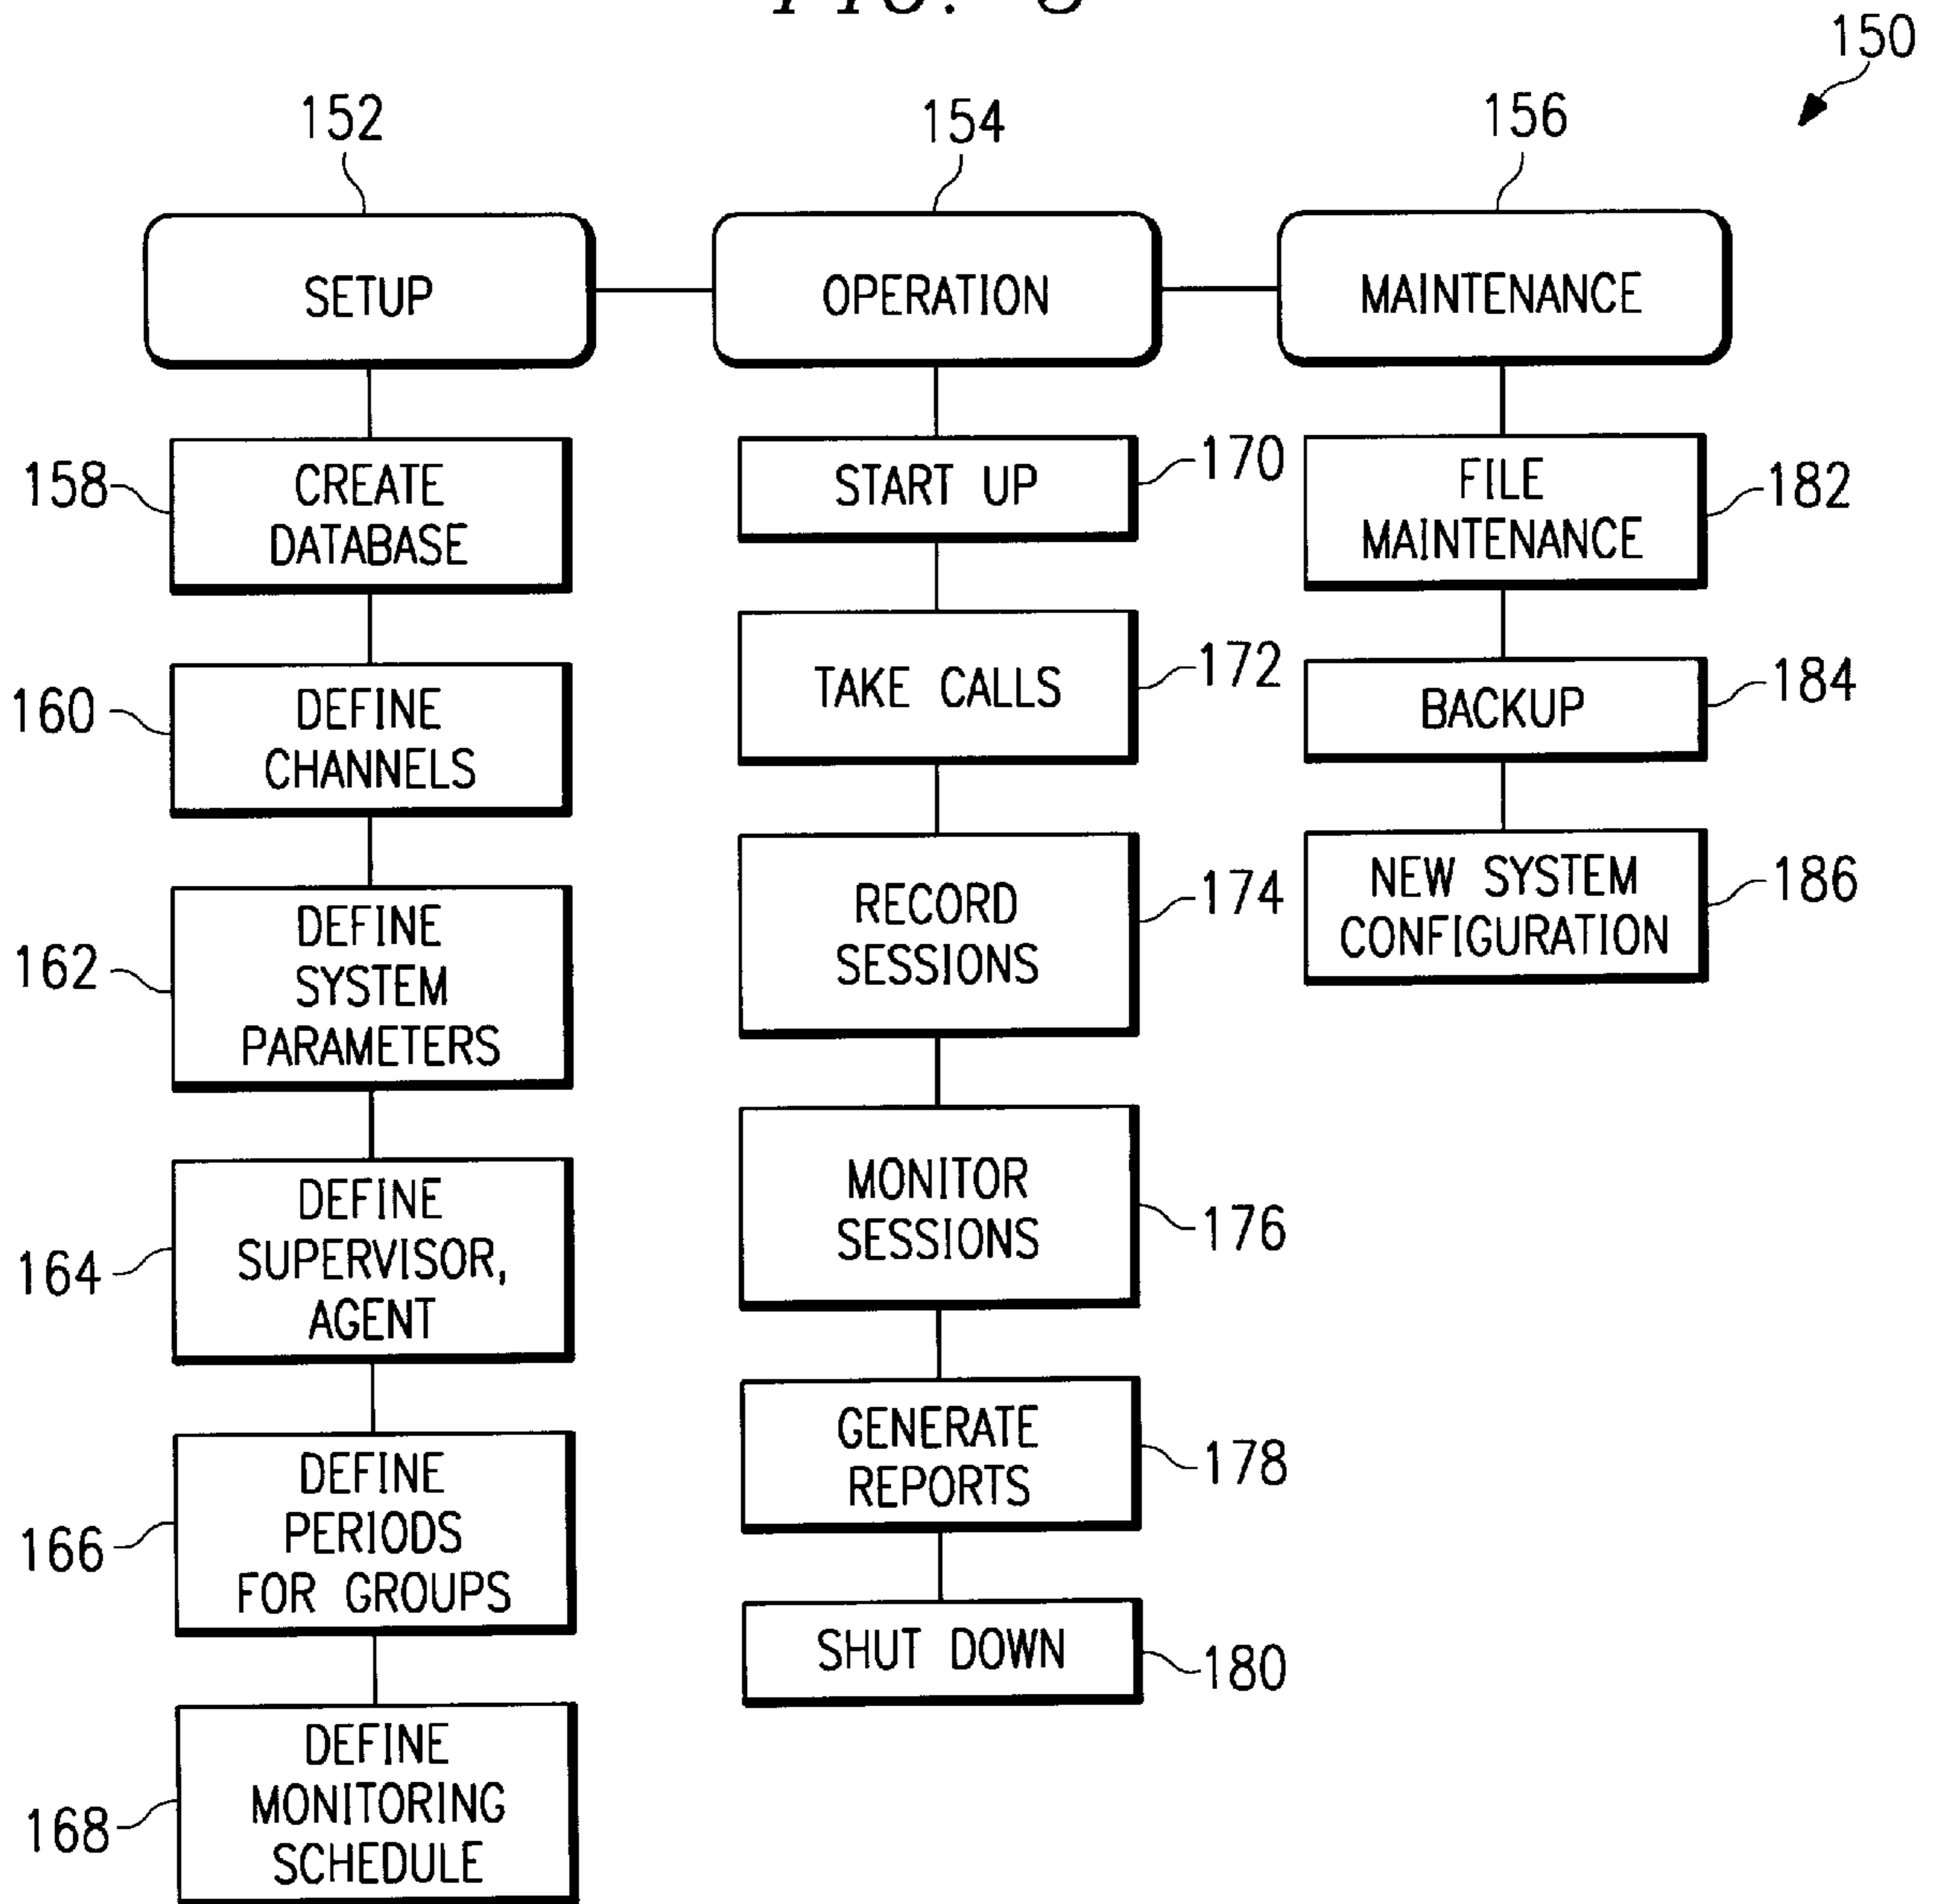 150
152
154
156
SETUP
OPERATION
MAINTENANCE
158
CREATE
DATABASE
160
DEFINE
CHANNELS
162
DEFINE
SYSTEM
PARAMETERS
164
DEFINE
SUPERVISOR,
AGENT
166
DEFINE
PERIODS
FOR GROUPS
168
DEFINE
MONITORING
SCHEDULE
START UP
170
TAKE CALLS
172
RECORD
SESSIONS
174
MONITOR
SESSIONS
176
GENERATE
REPORTS
178
SHUT DOWN
180
FILE
MAINTENANCE
182
BACKUP
184
NEW SYSTEM
CONFIGURATION
186